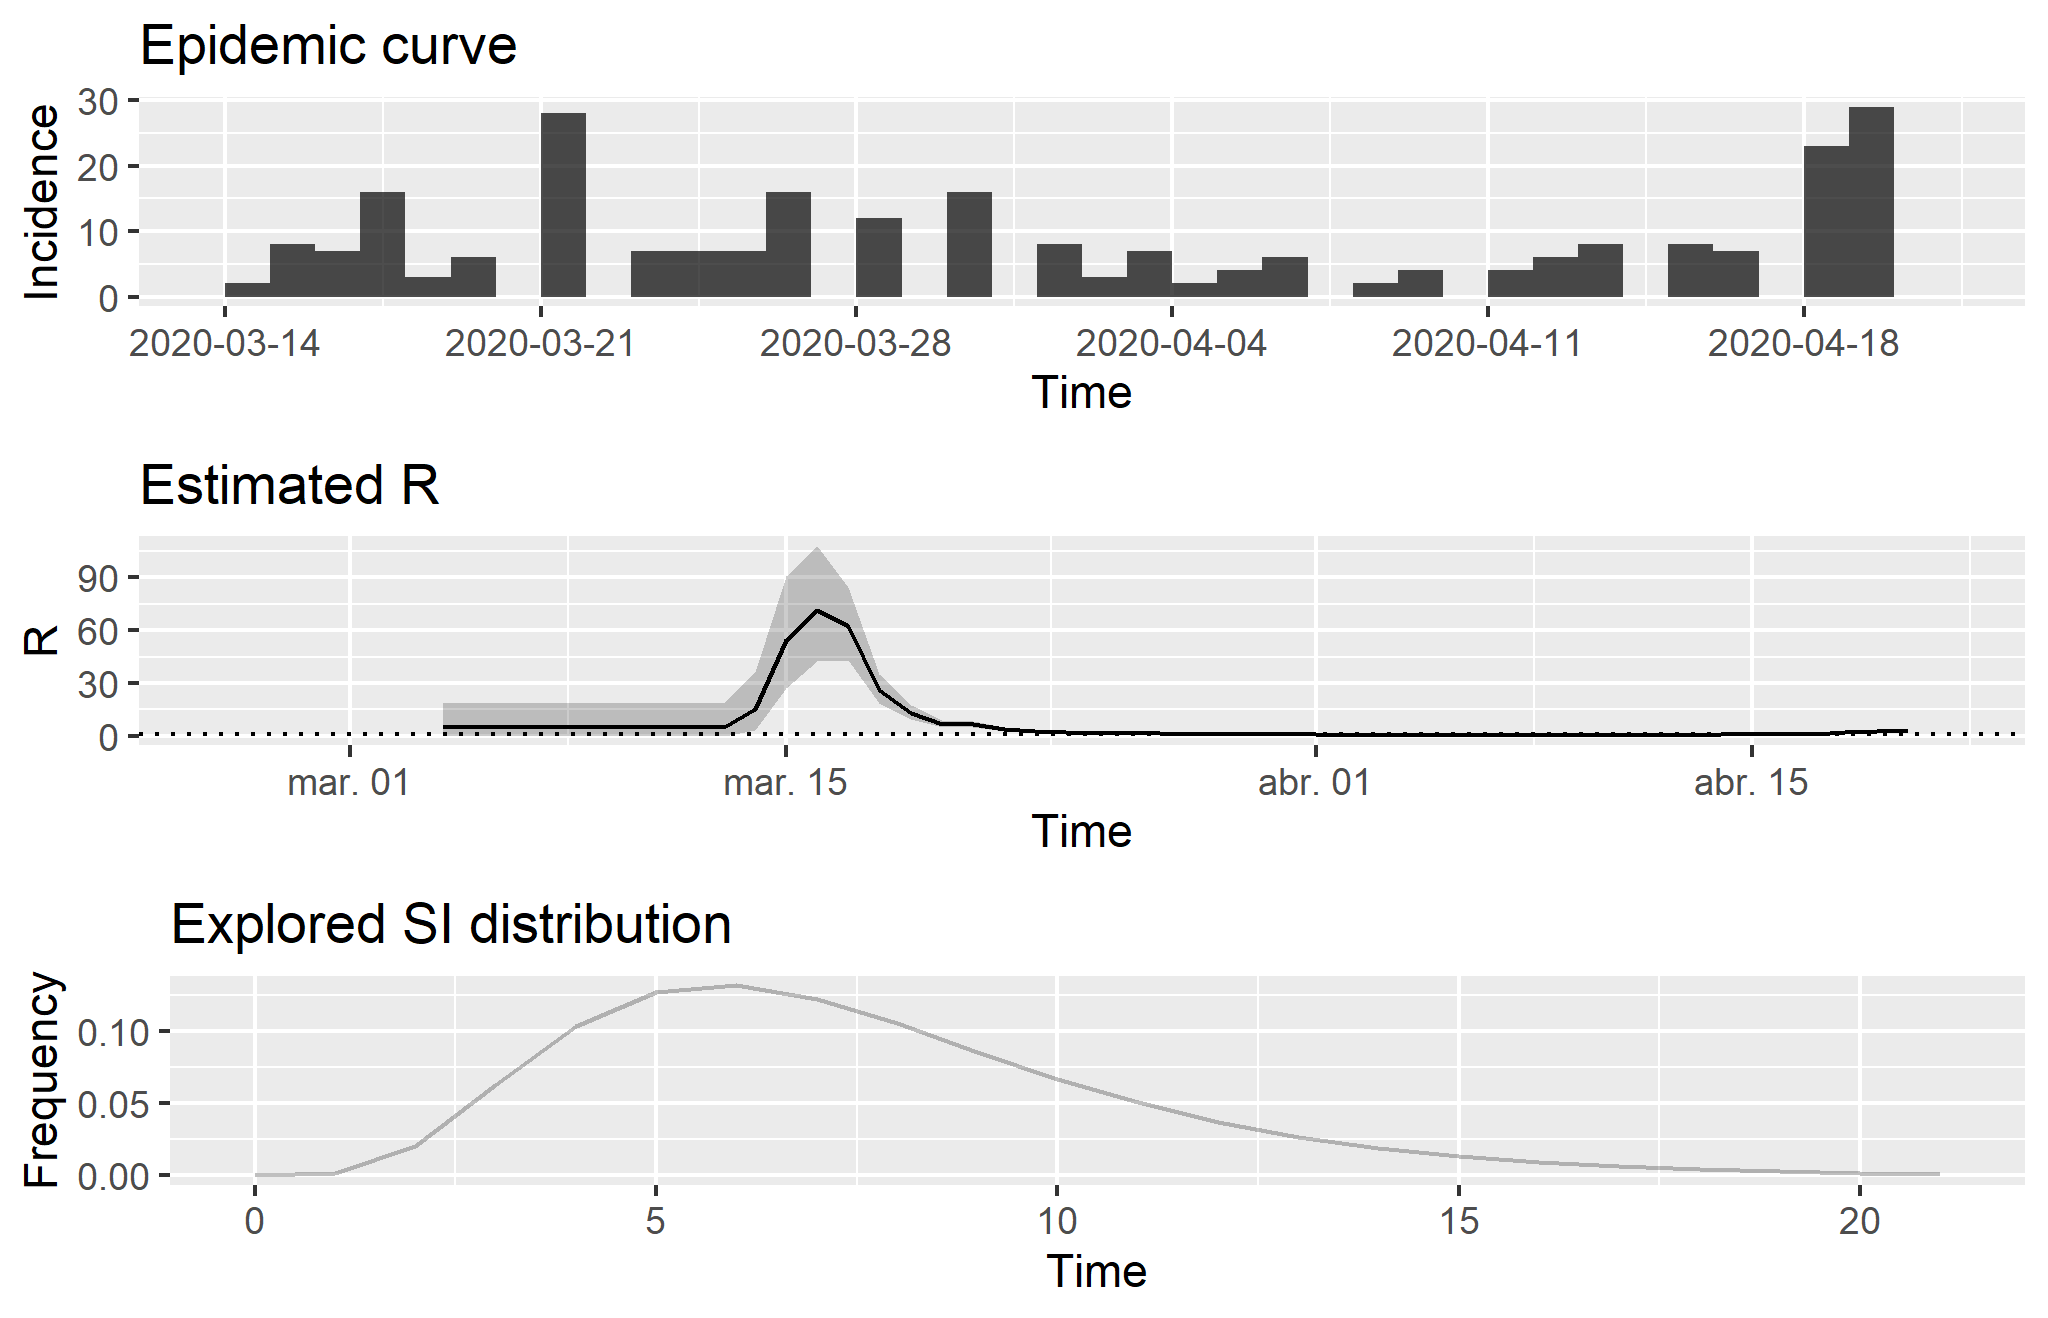 Epidemic curve
30
20
10
0
Incidence
2020-03-14 2020-03-21 2020-03-28 2020-04-04 2020-04-11 2020-04-18
Time
Estimated R
90
60
30
0
R
mar. 01 mar. 15 abr. 01 abr. 15
Time
Explored SI distribution
0.10
0.05
0.00
Frequency
0 5 10 15 20
Time